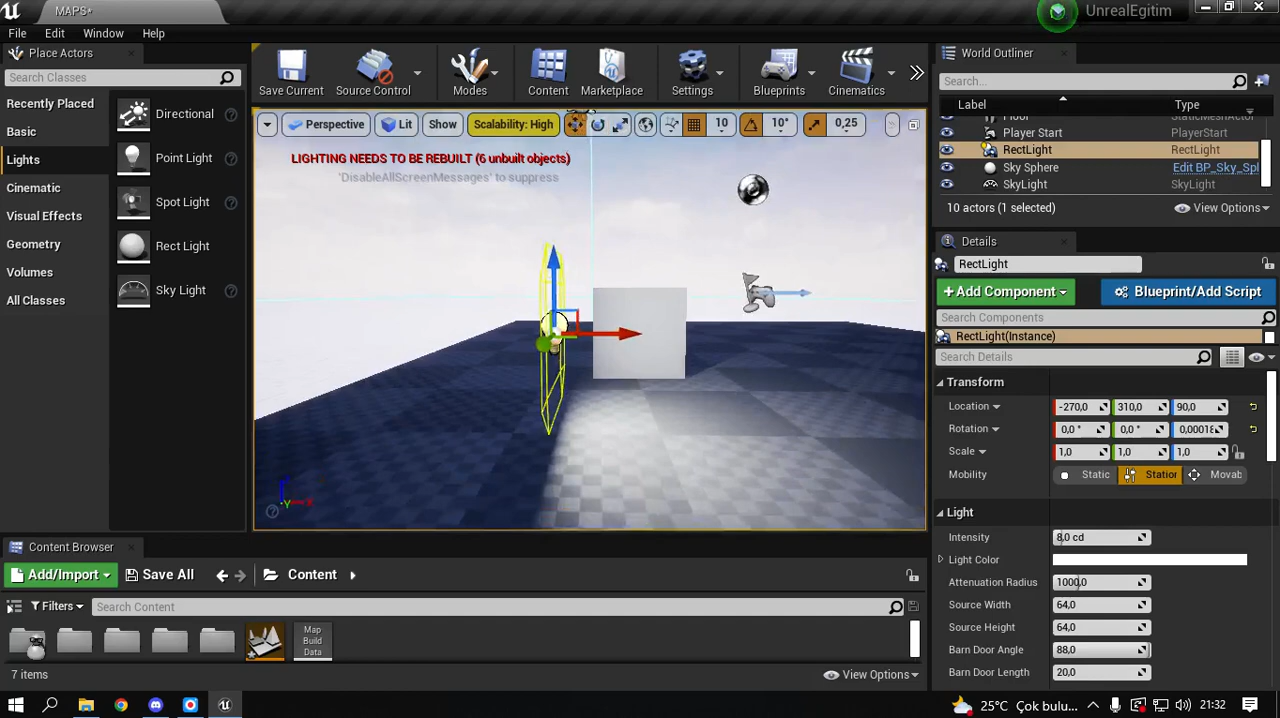 MAPS*
UnrealEgitim
File Edit Window Help
Place Actors
Search Classes
Recently Placed
Basic
Lights
Cinematic
Visual Effects
Geometry
Volumes
All Classes
Directional
Point Light
Spot Light
Rect Light
Sky Light
Save Current
Source Control
Modes
Content
Marketplace
Settings
Blueprints
Cinematics
Perspective
Lit
Show
Scalability: High
10
10°
0,25
LIGHTING NEEDS TO BE REBUILT (6 unbuilt objects)
'DisableAllScreenMessages' to suppress
World Outliner
Search...
Label Type
Floor StaticMeshActor
Player Start PlayerStart
RectLight RectLight
Sky Sphere Edit BP_Sky_Spl
SkyLight SkyLight
10 actors (1 selected)
View Options
Details
RectLight
+Add Component
Blueprint/Add Script
Search Components
RectLight(Instance)
Search Details
Transform
Location -270,0 310,0 90,0
Rotation 0,0 ° 0,0 °
Scale 1,0 1,0 1,0
Mobility Static Station Movab
Light
Intensity 8,0 cd
Light Color
Attenuation Radius 1000,0
Source Width 64,0
Source Height 64,0
Barn Door Angle 88,0
Barn Door Length 20,0
Content Browser
Add/Import
Save All
Content
Filters
Search Content
Map
Build
Data
7 items
View Options
25°C Çok bulu...
21:32